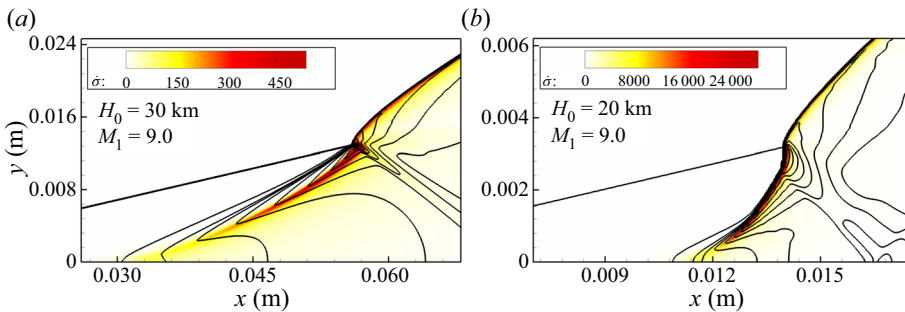 (a)
0.024
σ̇: 0 150 300 450
H₀ = 30 km
M₁ = 9.0
0.016
y (m)
0.008
0
0.030 0.045 0.060
x (m)
(b)
0.006
σ̇: 0 8000 16 000 24 000
H₀ = 20 km
M₁ = 9.0
0.004
0.002
0
0.009 0.012 0.015
x (m)